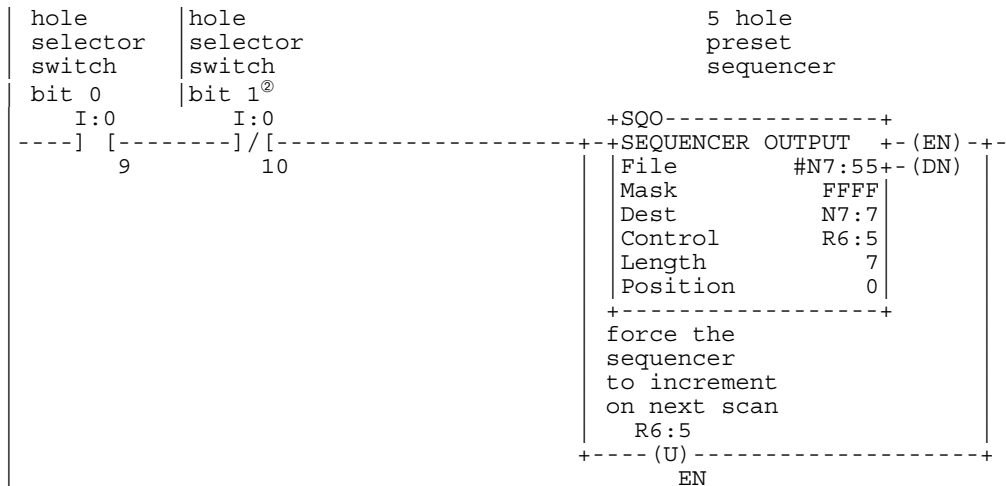 | hole     |hole                              5 hole
| selector |selector                          preset
| switch   |switch                            sequencer
| bit 0    |bit 1②
|    I:0        I:0                      +SQO---------------+
|----] [--------]/[--------------------+-+SEQUENCER OUTPUT  +-(EN)-+-
|       9        10                    | |File        #N7:55+-(DN) |
|                                      | |Mask          FFFF|      |
|                                      | |Dest          N7:7|      |
|                                      | |Control       R6:5|      |
|                                      | |Length           7|      |
|                                      | |Position         0|      |
|                                      | +------------------+      |
|                                      | force the                 |
|                                      | sequencer                 |
|                                      | to increment              |
|                                      | on next scan              |
|                                      |   R6:5                    |
|                                      +----(U)--------------------+
|                                            EN